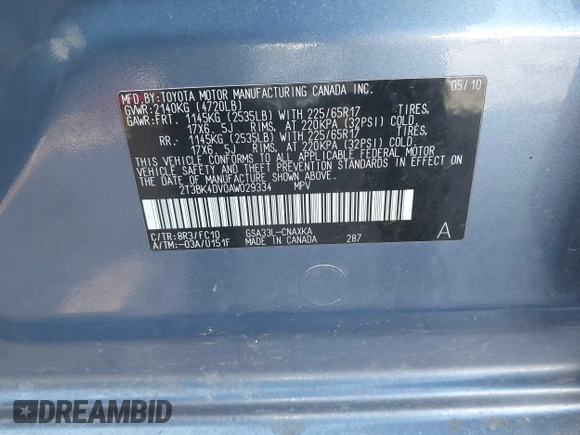 MFD.BY:TOYOTA MOTOR MANUFACTURING CANADA INC. 05/10
GVWR:2140KG (4720LB)
GAWR:FRT. 1145KG (2535LB) WITH 225/65R17 TIRES,
17X6.5J RIMS, AT 220KPA (32PSI) COLD.
RR. 1145KG (2535LB) WITH 225/65R17 TIRES,
17X6.5J RIMS, AT 220KPA (32PSI) COLD.
THIS VEHICLE CONFORMS TO ALL APPLICABLE FEDERAL MOTOR
VEHICLE SAFETY BUMPER AND THEFT PREVENTION STANDARDS IN EFFECT ON
THE DATE OF MANUFACTURE SHOWN ABOVE.
2T3BK4DV0AW029334 MPV
C/TR:8R3/FC10 GSA33L-CNAXKA A
A/TM:-03A/U151F MADE IN CANADA 287
DREAMBID